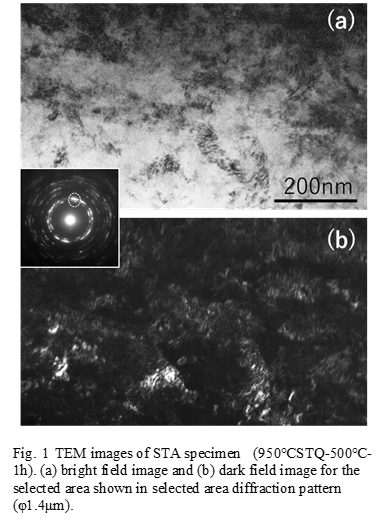 (a)
200nm
(b)
Fig. 1 TEM images of STA specimen (950℃STQ-500℃-
1h). (a) bright field image and (b) dark field image for the
selected area shown in selected area diffraction pattern
(φ1.4μm).